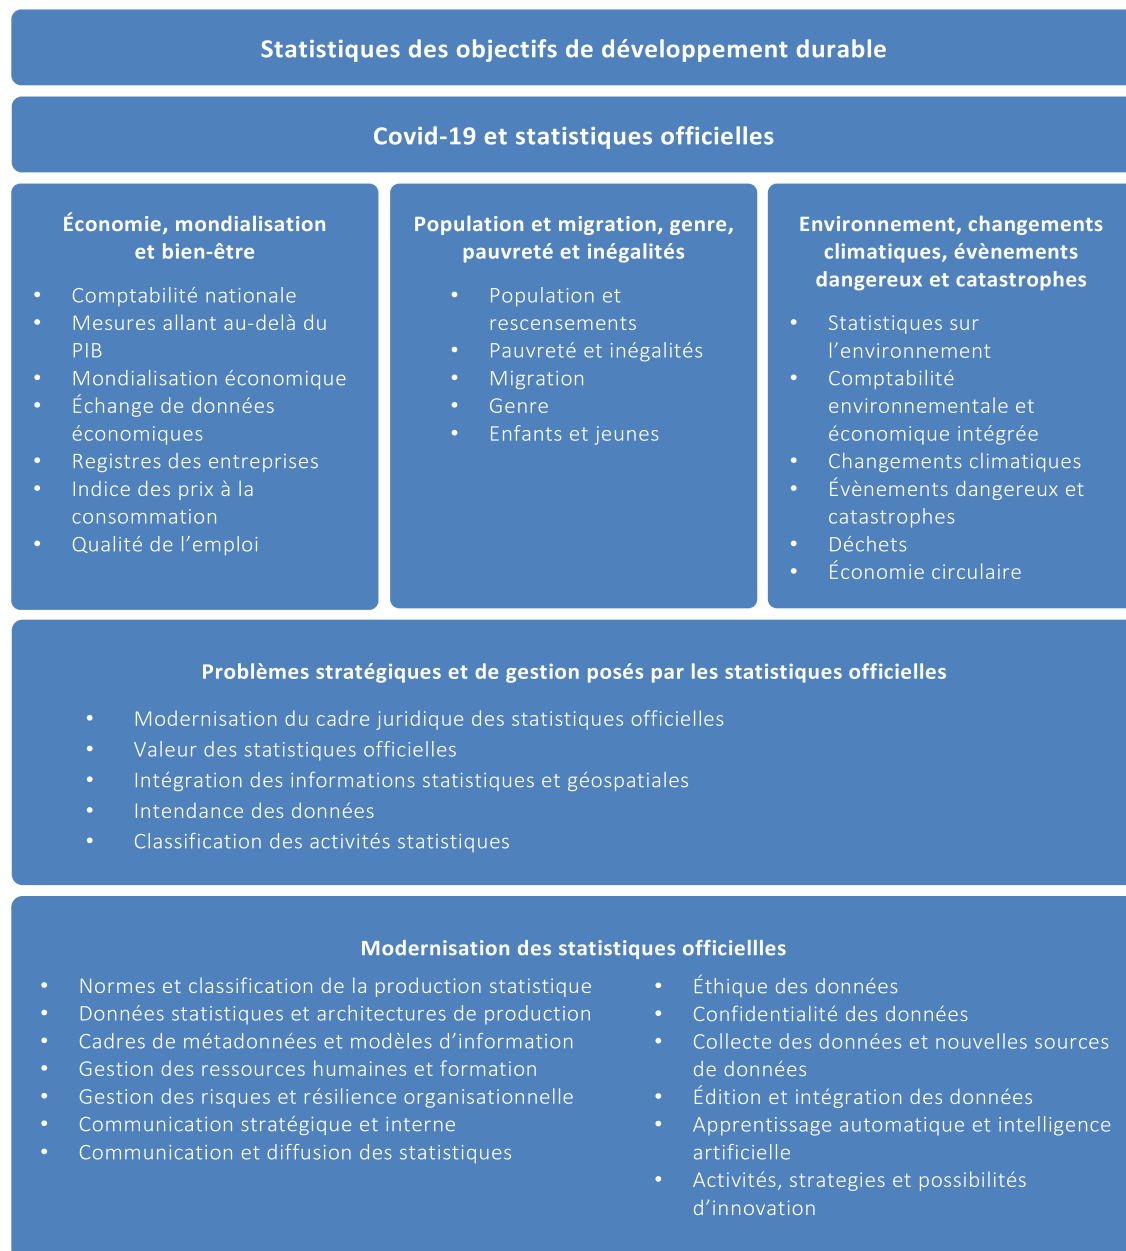 Statistiques des objectifs de développement durable
Covid-19 et statistiques officielles
Économie, mondialisation
et bien-être
• Comptabilité nationale
• Mesures allant au-delà du
PIB
• Mondialisation économique
• Échange de données
économiques
• Registres des entreprises
• Indice des prix à la
consommation
• Qualité de l’emploi
Population et migration, genre,
pauvreté et inégalités
• Population et
rescensements
• Pauvreté et inégalités
• Migration
• Genre
• Enfants et jeunes
Environnement, changements
climatiques, évènements
dangereux et catastrophes
• Statistiques sur
l’environnement
• Comptabilité
environnementale et
économique intégrée
• Changements climatiques
• Évènements dangereux et
catastrophes
• Déchets
• Économie circulaire
Problèmes stratégiques et de gestion posés par les statistiques officielles
• Modernisation du cadre juridique des statistiques officielles
• Valeur des statistiques officielles
• Intégration des informations statistiques et géospatiales
• Intendance des données
• Classification des activités statistiques
Modernisation des statistiques officiellles
• Normes et classification de la production statistique
• Données statistiques et architectures de production
• Cadres de métadonnées et modèles d’information
• Gestion des ressources humaines et formation
• Gestion des risques et résilience organisationnelle
• Communication stratégique et interne
• Communication et diffusion des statistiques
• Éthique des données
• Confidentialité des données
• Collecte des données et nouvelles sources
de données
• Édition et intégration des données
• Apprentissage automatique et intelligence
artificielle
• Activités, strategies et possibilités
d’innovation